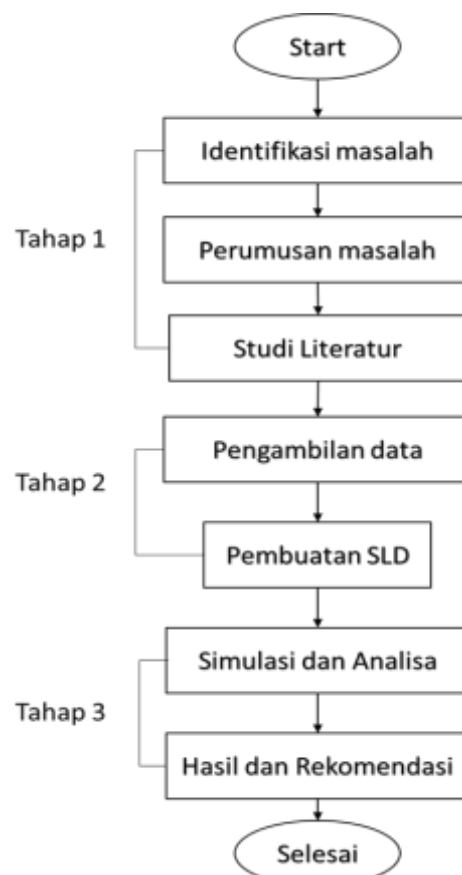 Start
Identifikasi masalah
Tahap 1
Perumusan masalah
Studi Literatur
Pengambilan data
Tahap 2
Pembuatan SLD
Simulasi dan Analisa
Tahap 3
Hasil dan Rekomendasi
Selesai